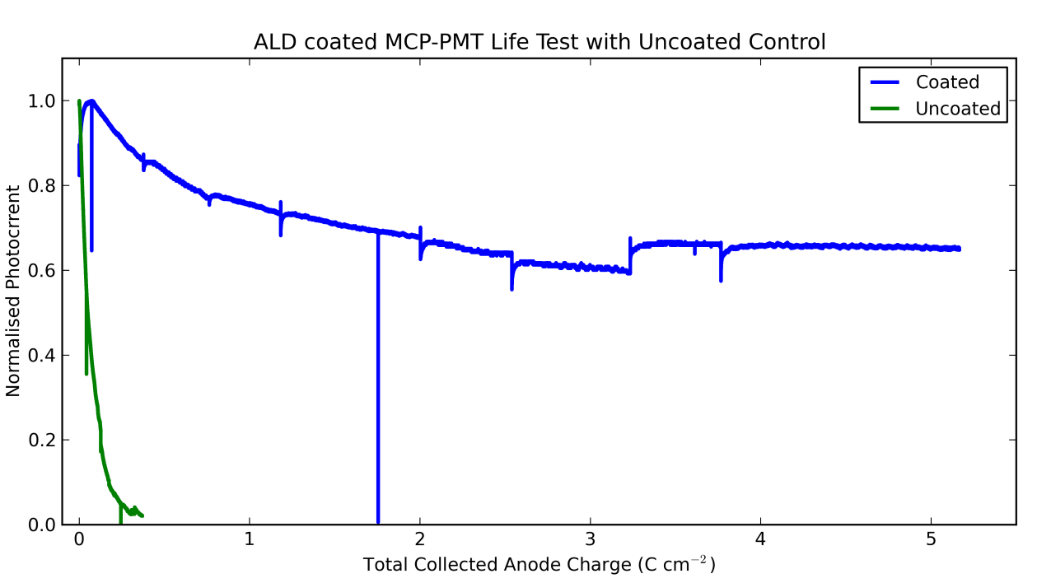 ALD coated MCP-PMT Life Test with Uncoated Control
Coated
Uncoated
Normalised Photocrrent
1.0
0.8
0.6
0.4
0.2
0.0
0 1 2 3 4 5
Total Collected Anode Charge (C cm⁻²)